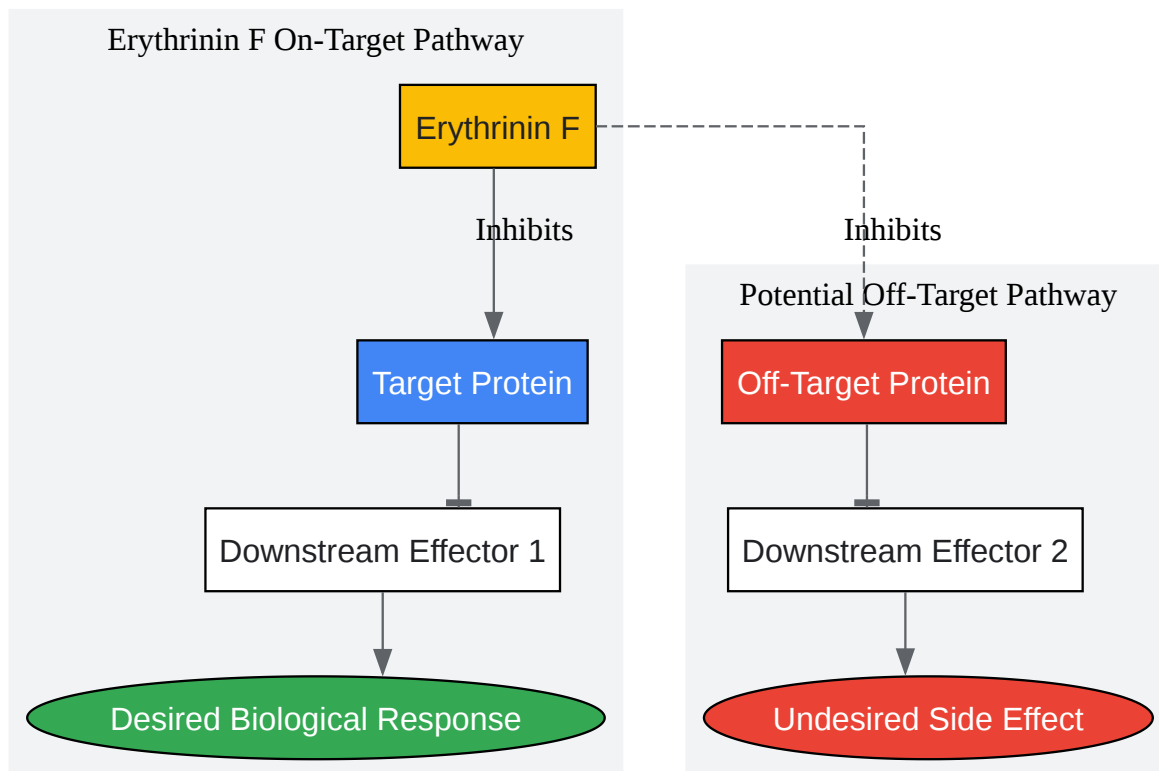 Erythrinin F On-Target Pathway
Erythrinin F
Inhibits
Inhibits
Potential Off-Target Pathway
Target Protein
Off-Target Protein
Downstream Effector 1
Downstream Effector 2
Desired Biological Response
Undesired Side Effect